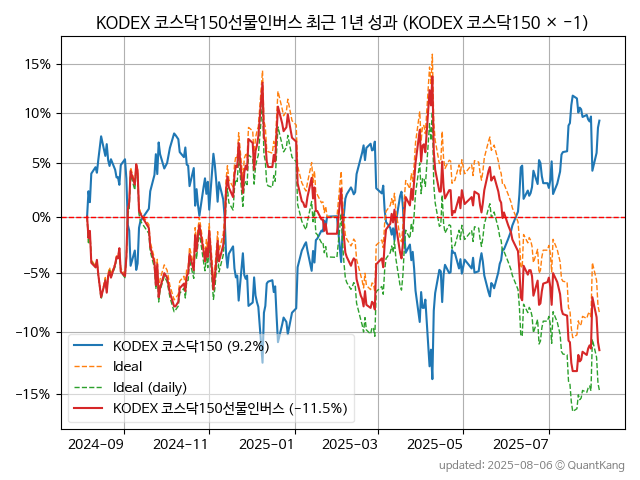 KODEX 코스닥150선물인버스 최근 1년 성과 (KODEX 코스닥150 × −1)
15%
10%
5%
0%
−5%
−10%
−15%
KODEX 코스닥150 (9.2%)
Ideal
Ideal (daily)
KODEX 코스닥150선물인버스 (−11.5%)
2024-09 2024-11 2025-01 2025-03 2025-05 2025-07
updated: 2025-08-06 © QuantKang